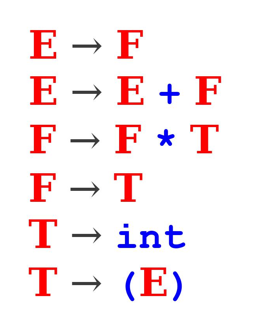 E → F
E → E + F
F → F * T
F → T
T → int
T → (E)